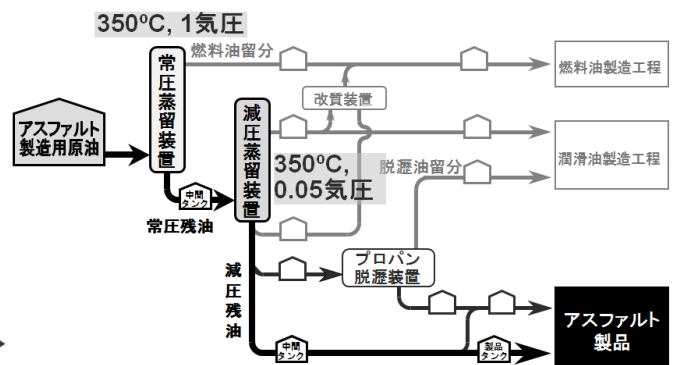 350ºC, 1気圧
燃料油留分
常圧蒸留装置
アスファルト
製造用原油
減圧蒸留装置
改質装置
燃料油製造工程
潤滑油製造工程
350ºC,
0.05気圧
脱瀝油留分
中間
タンク
常圧残油
減圧残油
プロパン
脱瀝装置
アスファルト
製品
中間
タンク
製品
タンク